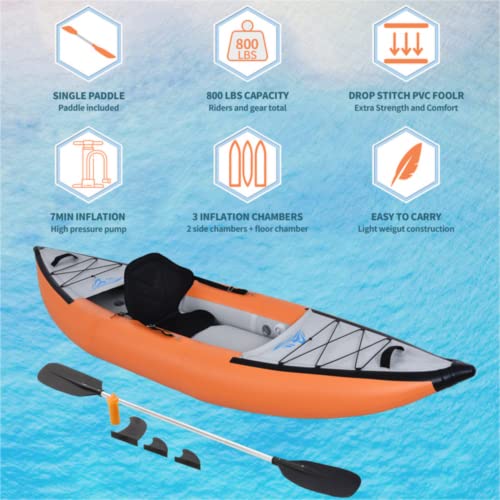 800
LBS
SINGLE PADDLE
Paddle included
800 LBS CAPACITY
Riders and gear total
DROP STITCH PVC FOOLR
Extra Strength and Comfort
7MIN INFLATION
High pressure pump
3 INFLATION CHAMBERS
2 side chambers + floor chamber
EASY TO CARRY
Light weigut construction